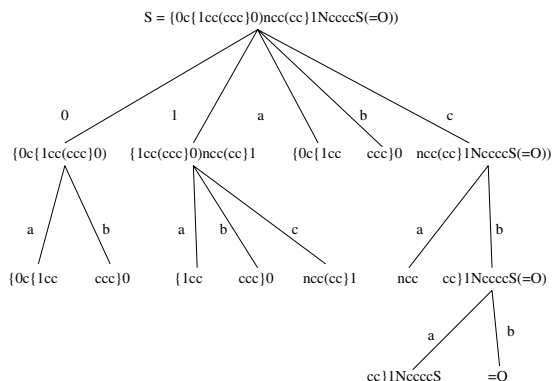 S = {0c{1cc(ccc}0)ncc(cc}1NccccS(=O))
0 1 a b c
{0c{1cc(ccc}0) {1cc(ccc}0)ncc(cc}1 {0c{1cc ccc}0 ncc(cc}1NccccS(=O))
a b a b c a b
{0c{1cc ccc}0 {1cc ccc}0 ncc(cc}1 ncc cc}1NccccS(=O)
a b
cc}1NccccS =O